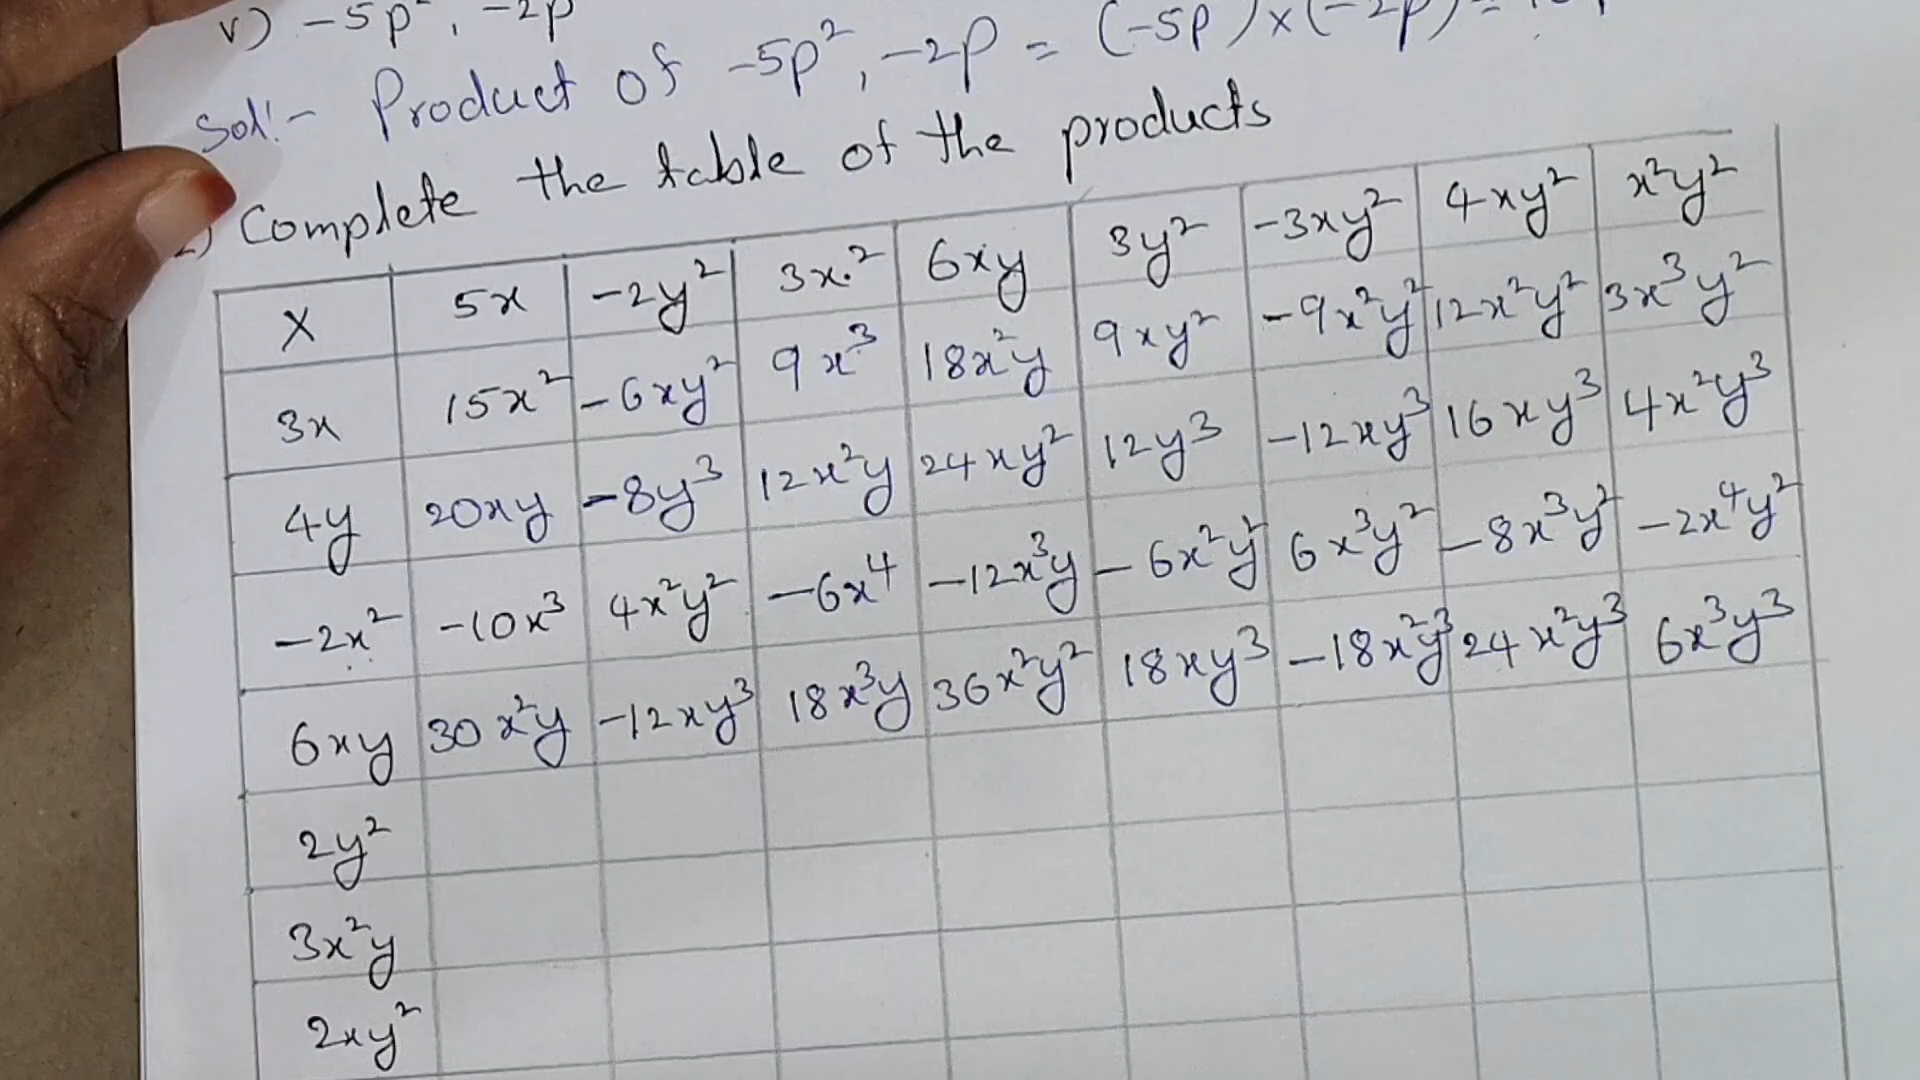 v) -5p², -2p
Sol:- Product of -5p², -2p = (-5p )×(-2p)=
Complete the table of the products
X 5x -2y² 3x² 6xy 3y² -3xy² 4xy² x²y²
3x 15x² -6xy² 9x³ 18x²y 9xy² -9x²y² 12x²y² 3x³y²
4y 20xy -8y³ 12x²y 24xy² 12y³ -12xy³ 16xy³ 4x²y³
-2x² -10x³ 4x²y² -6x⁴ -12x³y -6x²y² 6x³y² -8x³y² -2x⁴y²
6xy 30x²y -12xy³ 18x³y 36x²y² 18xy³ -18x²y³ 24x²y³ 6x³y³
2y²
3x²y
2xy²